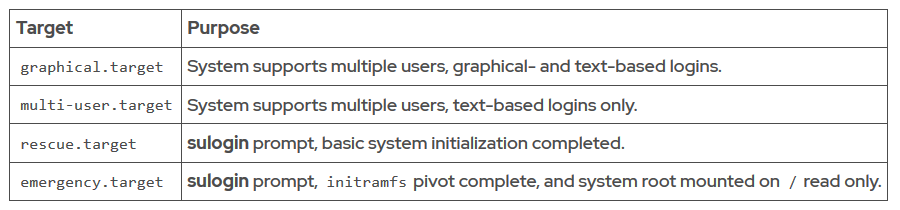 Target Purpose
graphical.target System supports multiple users, graphical- and text-based logins.
multi-user.target System supports multiple users, text-based logins only.
rescue.target sulogin prompt, basic system initialization completed.
emergency.target sulogin prompt, initramfs pivot complete, and system root mounted on / read only.